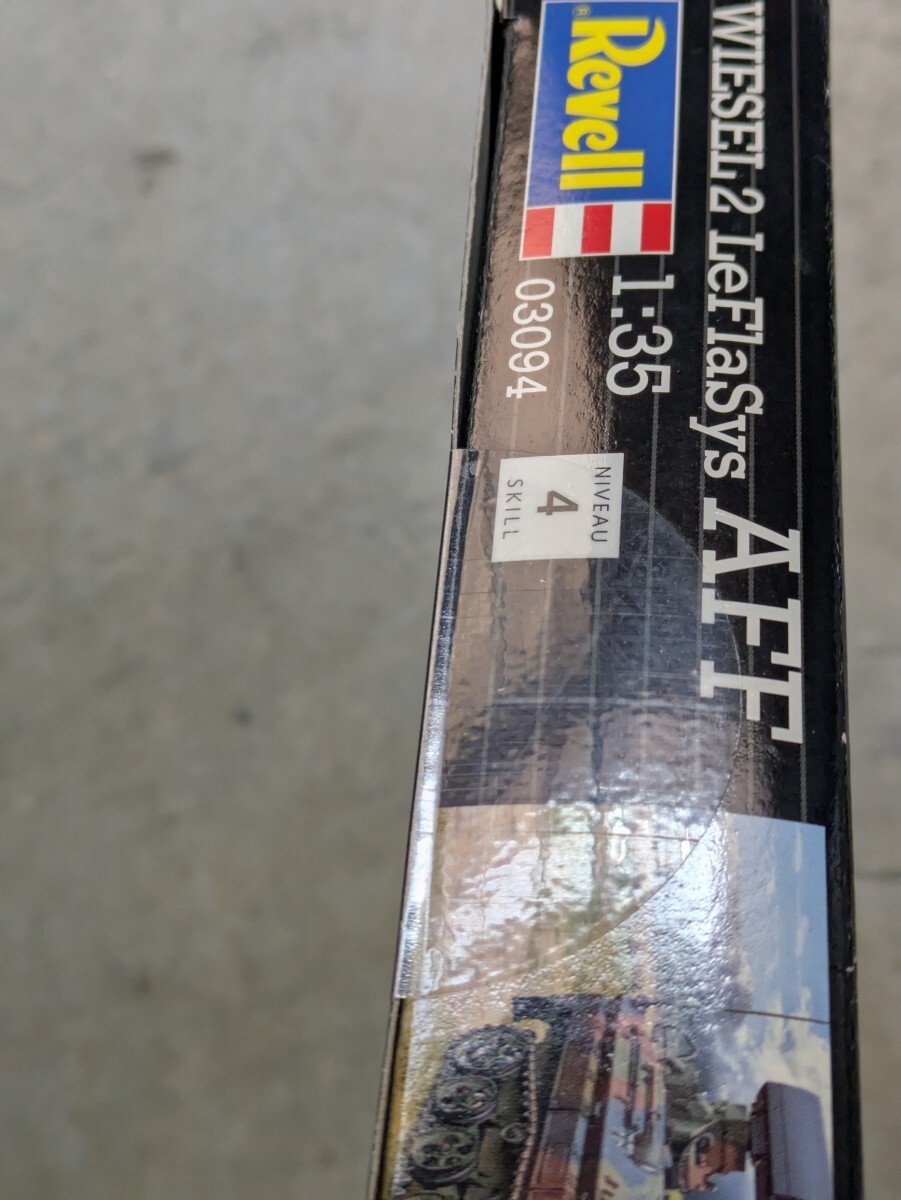 WIESEL 2 LeFlaSys AFF
Revell®
1:35
03094
NIVEAU
4
SKILL